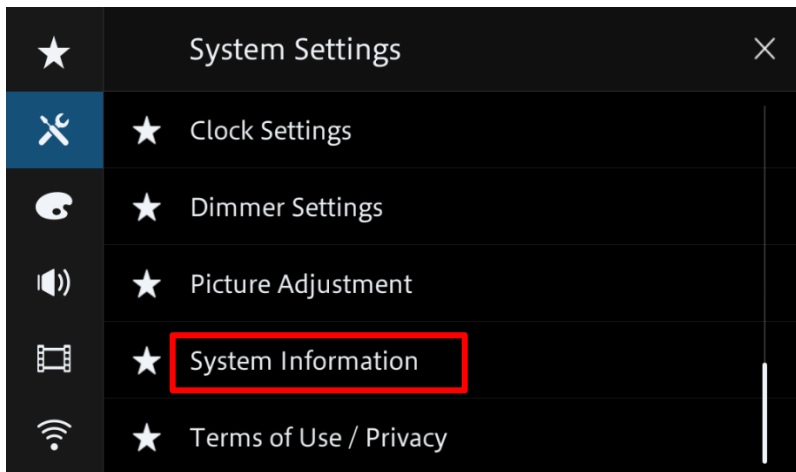 System Settings
Clock Settings
Dimmer Settings
Picture Adjustment
System Information
Terms of Use / Privacy